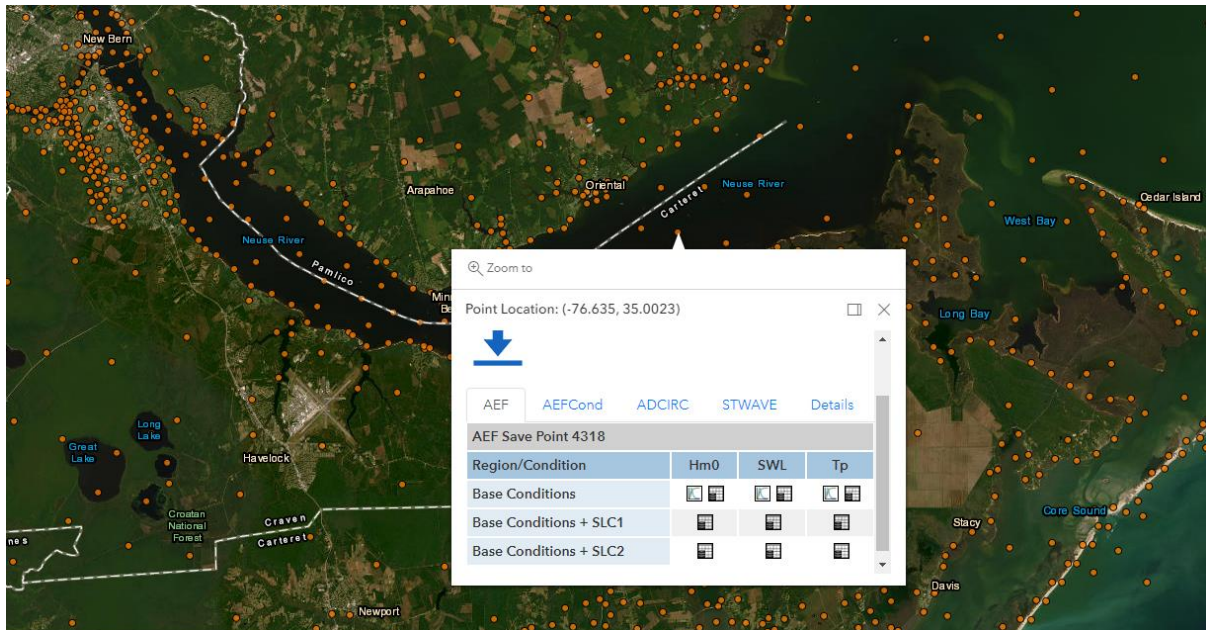 New Bern
Arapahoe
Oriental
Neuse River
Carteret
Cedar Island
West Bay
Neuse River
Pamlico
Long Bay
Long
Lake
Great
Lake
Havelock
Croatan
National
Forest
Craven
Carteret
Newport
Core Sound
Stacy
Davis
Zoom to
Point Location: (-76.635, 35.0023)
AEF AEFCond ADCIRC STWAVE Details
AEF Save Point 4318
Region/Condition Hm0 SWL Tp
Base Conditions
Base Conditions + SLC1
Base Conditions + SLC2